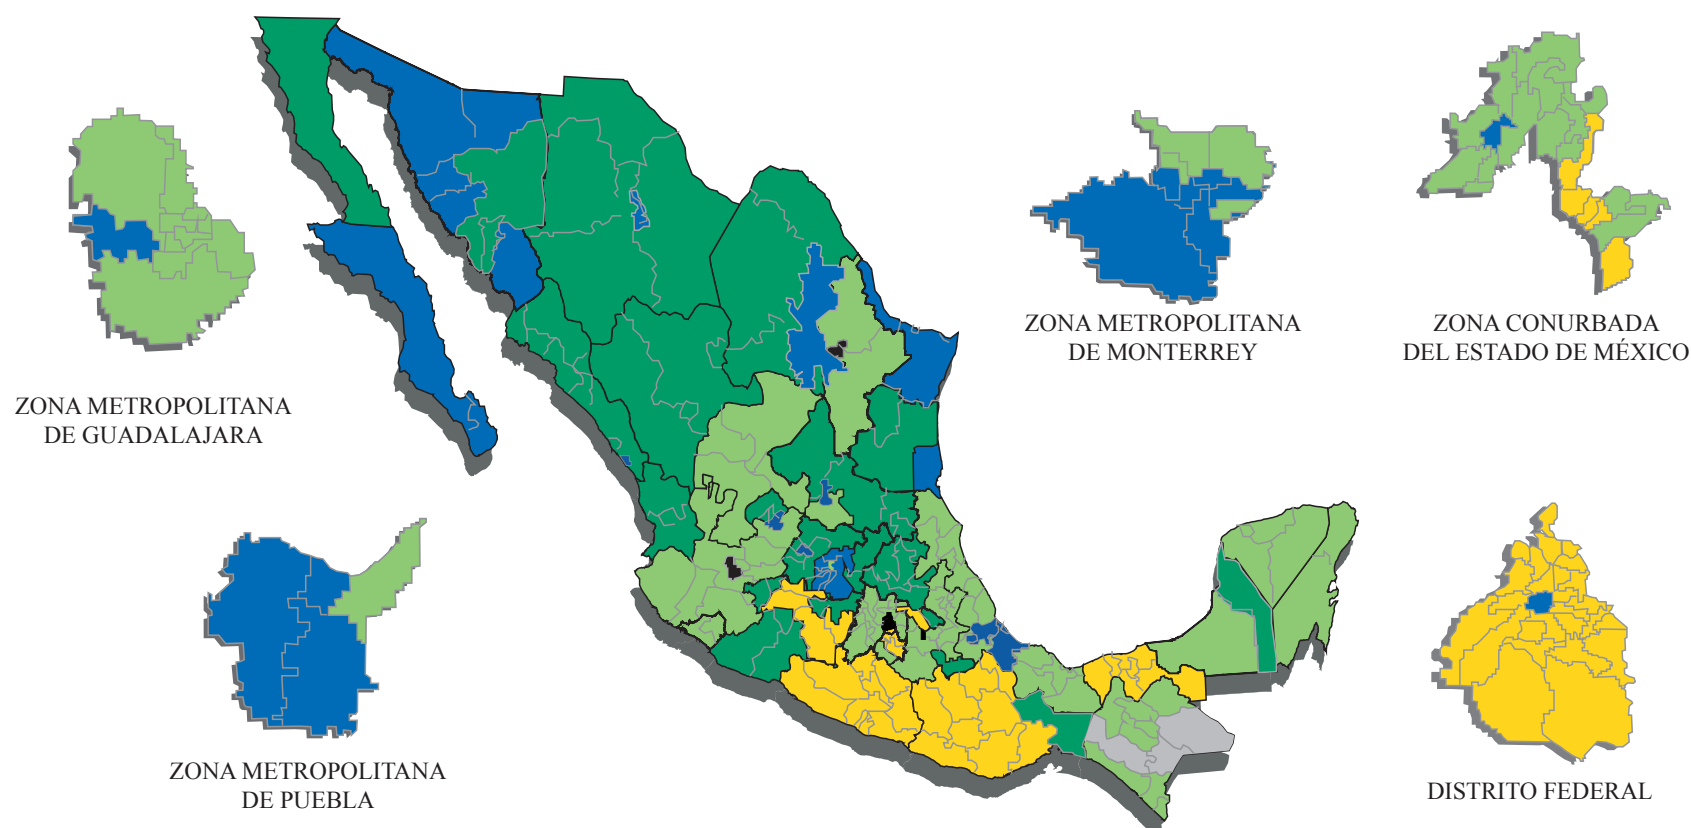 ZONA METROPOLITANA
DE MONTERREY
ZONA CONURBADA
DEL ESTADO DE MÉXICO
ZONA METROPOLITANA
DE GUADALAJARA
ZONA METROPOLITANA
DE PUEBLA
DISTRITO FEDERAL